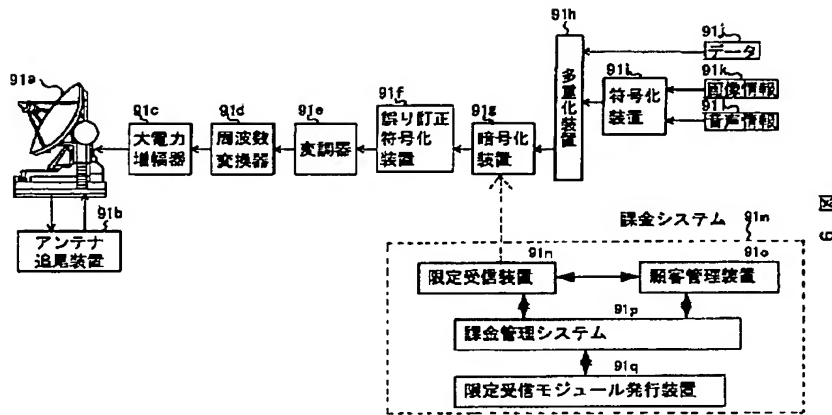 91a
91b
アンテナ
追尾装置
91c
大電力
増幅器
91d
周波数
変換器
91e
変調器
91f
誤り訂正
符号化
装置
91g
暗号化
装置
91h
多重化装置
91i
符号化
装置
91j
データ
91k
画像情報
91l
音声情報
課金システム
91m
91n
限定受信装置
91o
顧客管理装置
91p
課金管理システム
91q
限定受信モジュール発行装置
図
9